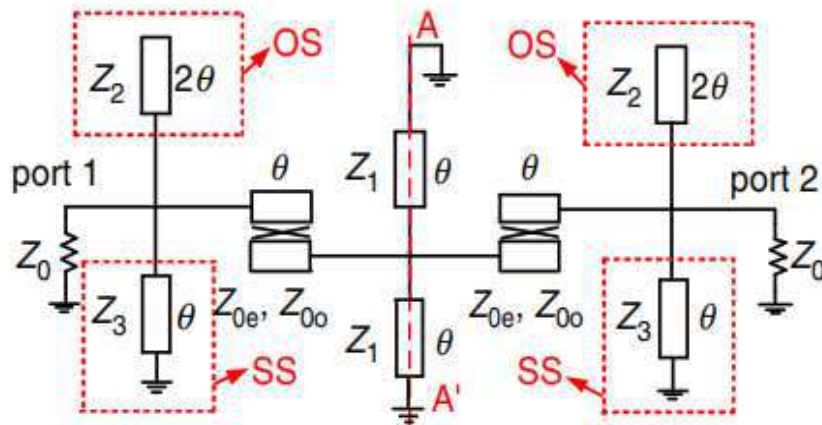 A
OS
OS
Z2 2θ
Z2 2θ
port 1
θ
Z1 θ
θ
port 2
Z0
Z0
Z3 θ
Z0e, Z0o
Z1 θ
Z0e, Z0o
Z3 θ
SS
A'
SS